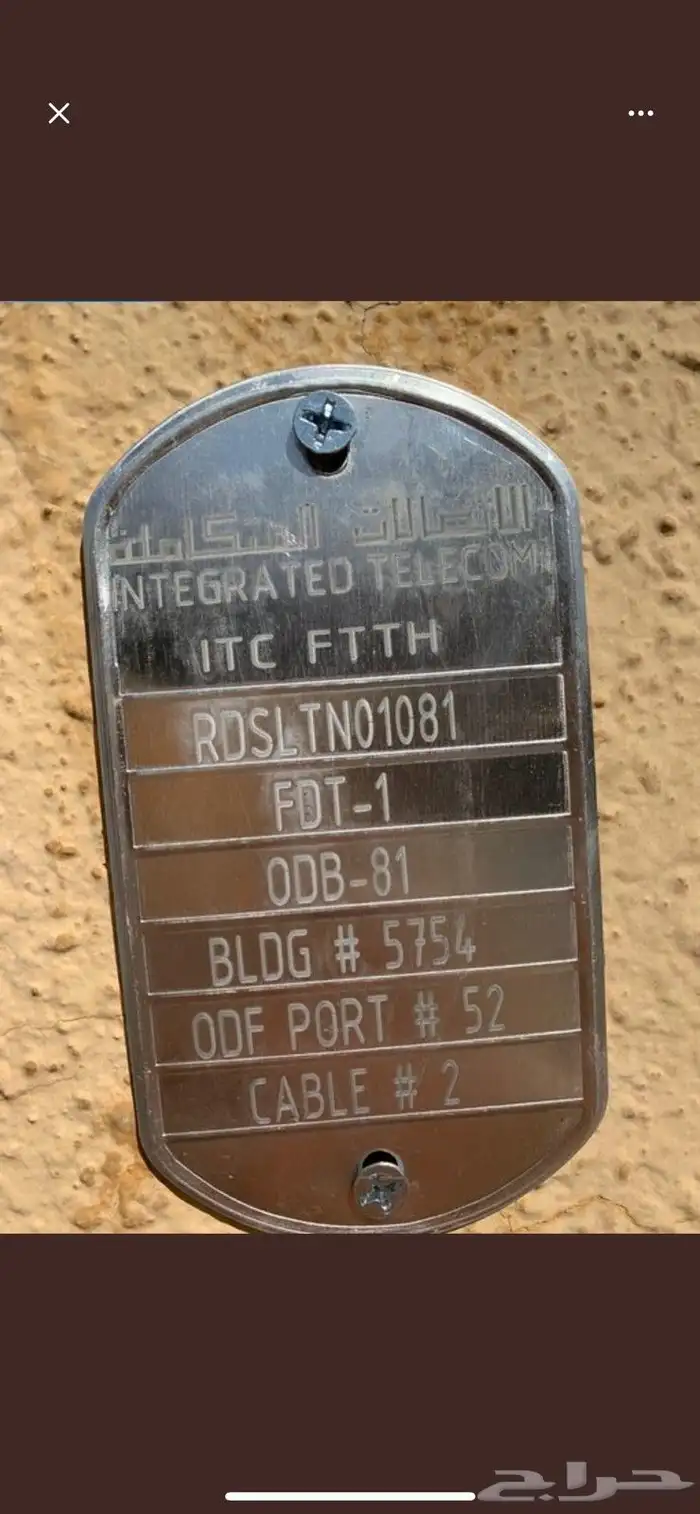 الاتصالات المتكاملة
INTEGRATED TELECOM
ITC FTTH
RDSLTN01081
FDT-1
ODB-81
BLDG # 5754
ODF PORT # 52
CABLE # 2
حراج